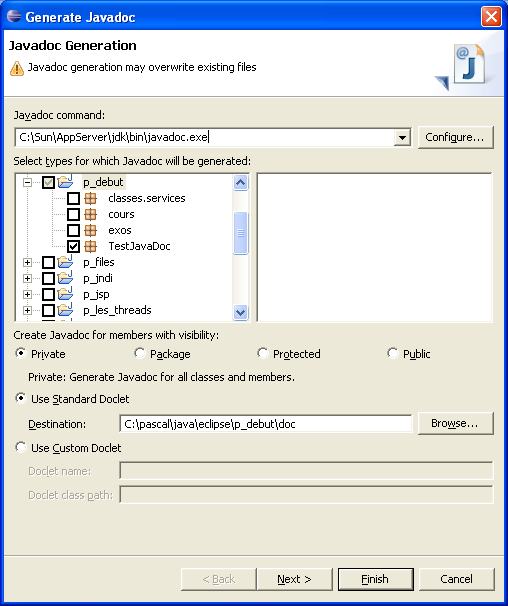 Generate Javadoc
Javadoc Generation
Javadoc generation may overwrite existing files
@
J
Javadoc command:
C:\Sun\AppServer\jdk\bin\javadoc.exe
Configure...
Select types for which Javadoc will be generated:
p_debut
classes.services
cours
exos
TestJavaDoc
p_files
p_jndi
p_jsp
p_les_threads
Create Javadoc for members with visibility:
Private Package Protected Public
Private: Generate Javadoc for all classes and members.
Use Standard Doclet
Destination: C:\pascal\java\eclipse\p_debut\doc Browse...
Use Custom Doclet
Doclet name:
Doclet class path:
< Back Next > Finish Cancel